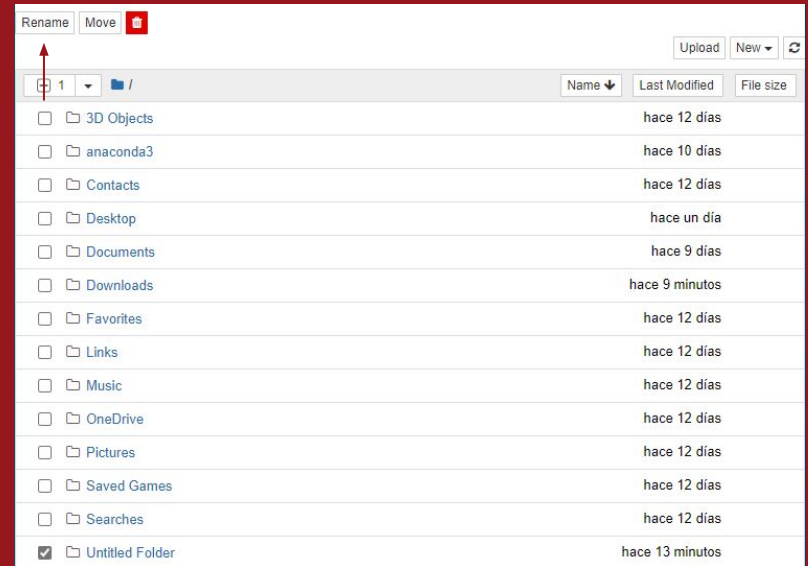 Rename Move
Upload New
1 /
Name Last Modified File size
3D Objects hace 12 días
anaconda3 hace 10 días
Contacts hace 12 días
Desktop hace un día
Documents hace 9 días
Downloads hace 9 minutos
Favorites hace 12 días
Links hace 12 días
Music hace 12 días
OneDrive hace 12 días
Pictures hace 12 días
Saved Games hace 12 días
Searches hace 12 días
Untitled Folder hace 13 minutos